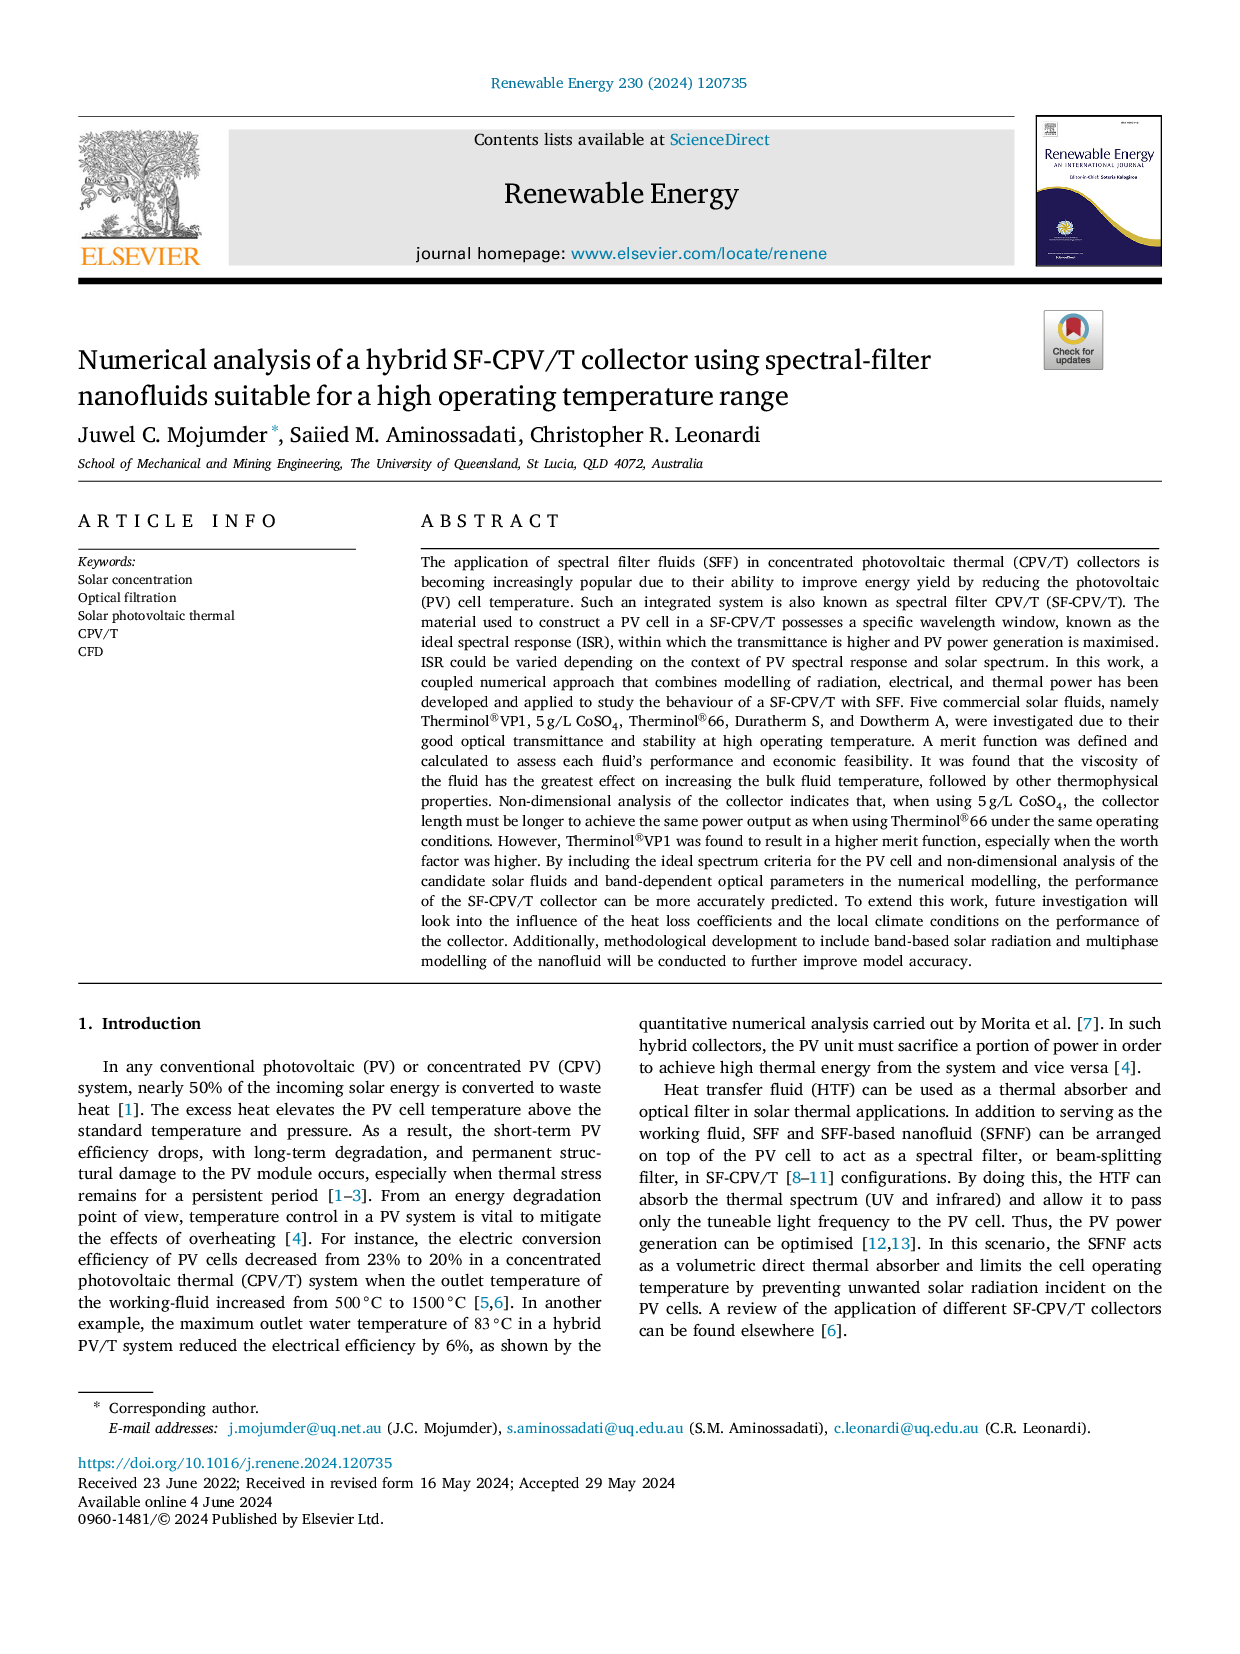 Renewable Energy 230 (2024) 120735
Contents lists available at ScienceDirect
Renewable Energy
journal homepage: www.elsevier.com/locate/renene
ELSEVIER
Renewable Energy
AN INTERNATIONAL JOURNAL
Editor-in-Chief: Soteris Kalogirou
Check for
updates
Numerical analysis of a hybrid SF-CPV/T collector using spectral-filter
nanofluids suitable for a high operating temperature range
Juwel C. Mojumder *, Saiied M. Aminossadati, Christopher R. Leonardi
School of Mechanical and Mining Engineering, The University of Queensland, St Lucia, QLD 4072, Australia
ARTICLE INFO
Keywords:
Solar concentration
Optical filtration
Solar photovoltaic thermal
CPV/T
CFD
ABSTRACT
The application of spectral filter fluids (SFF) in concentrated photovoltaic thermal (CPV/T) collectors is
becoming increasingly popular due to their ability to improve energy yield by reducing the photovoltaic
(PV) cell temperature. Such an integrated system is also known as spectral filter CPV/T (SF-CPV/T). The
material used to construct a PV cell in a SF-CPV/T possesses a specific wavelength window, known as the
ideal spectral response (ISR), within which the transmittance is higher and PV power generation is maximised.
ISR could be varied depending on the context of PV spectral response and solar spectrum. In this work, a
coupled numerical approach that combines modelling of radiation, electrical, and thermal power has been
developed and applied to study the behaviour of a SF-CPV/T with SFF. Five commercial solar fluids, namely
Therminol®VP1, 5 g/L CoSO₄, Therminol®66, Duratherm S, and Dowtherm A, were investigated due to their
good optical transmittance and stability at high operating temperature. A merit function was defined and
calculated to assess each fluid's performance and economic feasibility. It was found that the viscosity of
the fluid has the greatest effect on increasing the bulk fluid temperature, followed by other thermophysical
properties. Non-dimensional analysis of the collector indicates that, when using 5 g/L CoSO₄, the collector
length must be longer to achieve the same power output as when using Therminol®66 under the same operating
conditions. However, Therminol®VP1 was found to result in a higher merit function, especially when the worth
factor was higher. By including the ideal spectrum criteria for the PV cell and non-dimensional analysis of the
candidate solar fluids and band-dependent optical parameters in the numerical modelling, the performance
of the SF-CPV/T collector can be more accurately predicted. To extend this work, future investigation will
look into the influence of the heat loss coefficients and the local climate conditions on the performance of
the collector. Additionally, methodological development to include band-based solar radiation and multiphase
modelling of the nanofluid will be conducted to further improve model accuracy.
1. Introduction
In any conventional photovoltaic (PV) or concentrated PV (CPV)
system, nearly 50% of the incoming solar energy is converted to waste
heat [1]. The excess heat elevates the PV cell temperature above the
standard temperature and pressure. As a result, the short-term PV
efficiency drops, with long-term degradation, and permanent struc-
tural damage to the PV module occurs, especially when thermal stress
remains for a persistent period [1–3]. From an energy degradation
point of view, temperature control in a PV system is vital to mitigate
the effects of overheating [4]. For instance, the electric conversion
efficiency of PV cells decreased from 23% to 20% in a concentrated
photovoltaic thermal (CPV/T) system when the outlet temperature of
the working-fluid increased from 500 °C to 1500 °C [5,6]. In another
example, the maximum outlet water temperature of 83 °C in a hybrid
PV/T system reduced the electrical efficiency by 6%, as shown by the
quantitative numerical analysis carried out by Morita et al. [7]. In such
hybrid collectors, the PV unit must sacrifice a portion of power in order
to achieve high thermal energy from the system and vice versa [4].
Heat transfer fluid (HTF) can be used as a thermal absorber and
optical filter in solar thermal applications. In addition to serving as the
working fluid, SFF and SFF-based nanofluid (SFNF) can be arranged
on top of the PV cell to act as a spectral filter, or beam-splitting
filter, in SF-CPV/T [8–11] configurations. By doing this, the HTF can
absorb the thermal spectrum (UV and infrared) and allow it to pass
only the tuneable light frequency to the PV cell. Thus, the PV power
generation can be optimised [12,13]. In this scenario, the SFNF acts
as a volumetric direct thermal absorber and limits the cell operating
temperature by preventing unwanted solar radiation incident on the
PV cells. A review of the application of different SF-CPV/T collectors
can be found elsewhere [6].
* Corresponding author.
E-mail addresses: j.mojumder@uq.net.au (J.C. Mojumder), s.aminossadati@uq.edu.au (S.M. Aminossadati), c.leonardi@uq.edu.au (C.R. Leonardi).
https://doi.org/10.1016/j.renene.2024.120735
Received 23 June 2022; Received in revised form 16 May 2024; Accepted 29 May 2024
Available online 4 June 2024
0960-1481/© 2024 Published by Elsevier Ltd.